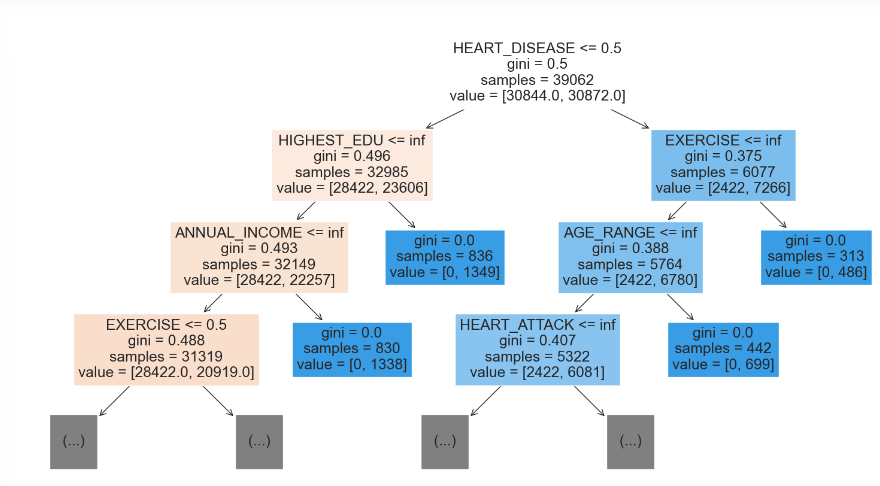 HEART_DISEASE <= 0.5
gini = 0.5
samples = 39062
value = [30844.0, 30872.0]
HIGHEST_EDU <= inf
gini = 0.496
samples = 32985
value = [28422, 23606]
EXERCISE <= inf
gini = 0.375
samples = 6077
value = [2422, 7266]
ANNUAL_INCOME <= inf
gini = 0.493
samples = 32149
value = [28422, 22257]
gini = 0.0
samples = 836
value = [0, 1349]
AGE_RANGE <= inf
gini = 0.388
samples = 5764
value = [2422, 6780]
gini = 0.0
samples = 313
value = [0, 486]
EXERCISE <= 0.5
gini = 0.488
samples = 31319
value = [28422.0, 20919.0]
gini = 0.0
samples = 830
value = [0, 1338]
HEART_ATTACK <= inf
gini = 0.407
samples = 5322
value = [2422, 6081]
gini = 0.0
samples = 442
value = [0, 699]
(...)
(...)
(...)
(...)